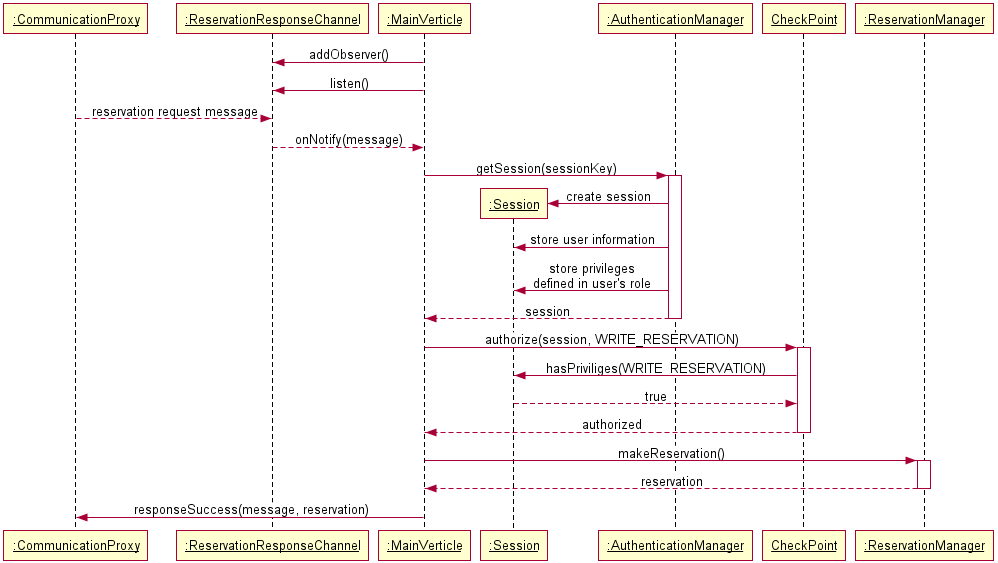 :CommunicationProxy
:ReservationResponseChannel
:MainVerticle
:AuthenticationManager
CheckPoint
:ReservationManager
addObserver()
listen()
reservation request message
onNotify(message)
getSession(sessionKey)
:Session
create session
store user information
store privileges
defined in user's role
session
authorize(session, WRITE_RESERVATION)
hasPriviliges(WRITE_RESERVATION)
true
authorized
makeReservation()
reservation
responseSuccess(message, reservation)
:CommunicationProxy
:ReservationResponseChannel
:MainVerticle
:Session
:AuthenticationManager
CheckPoint
:ReservationManager